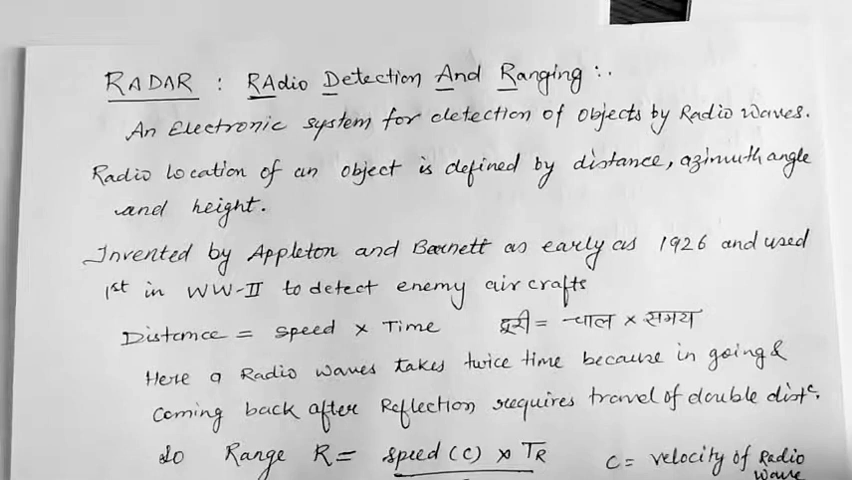 RADAR : RAdio Detection And Ranging :.
An Electronic system for detection of objects by Radio waves.
Radio location of an object is defined by distance, azimuth angle
and height.
Invented by Appleton and Barnett as early as 1926 and used
1st in WW-II to detect enemy air crafts
Distance = speed × Time दूरी = चाल × समय
Here a Radio waves takes twice time because in going &
coming back after Reflection requires travel of double distc.
So Range R = speed (c) × TR C = velocity of Radio
wave